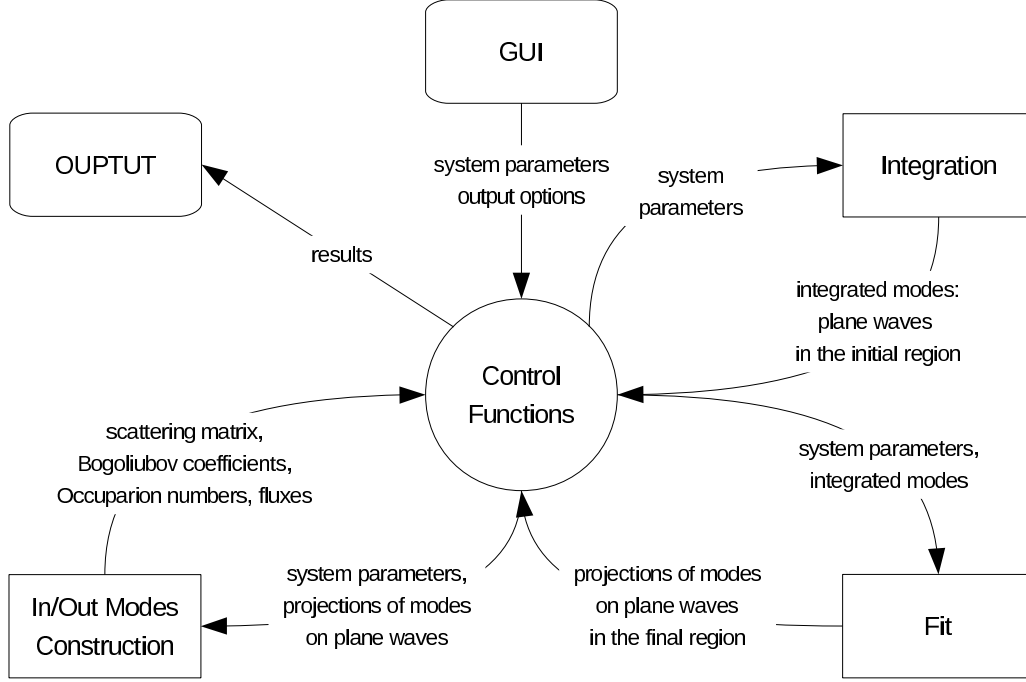 GUI
OUPTUT
Integration
system parameters
output options
system
parameters
results
integrated modes:
plane waves
in the initial region
Control
Functions
scattering matrix,
Bogoliubov coefficients,
Occuparion numbers, fluxes
system parameters,
integrated modes
system parameters,
projections of modes
on plane waves
projections of modes
on plane waves
in the final region
In/Out Modes
Construction
Fit